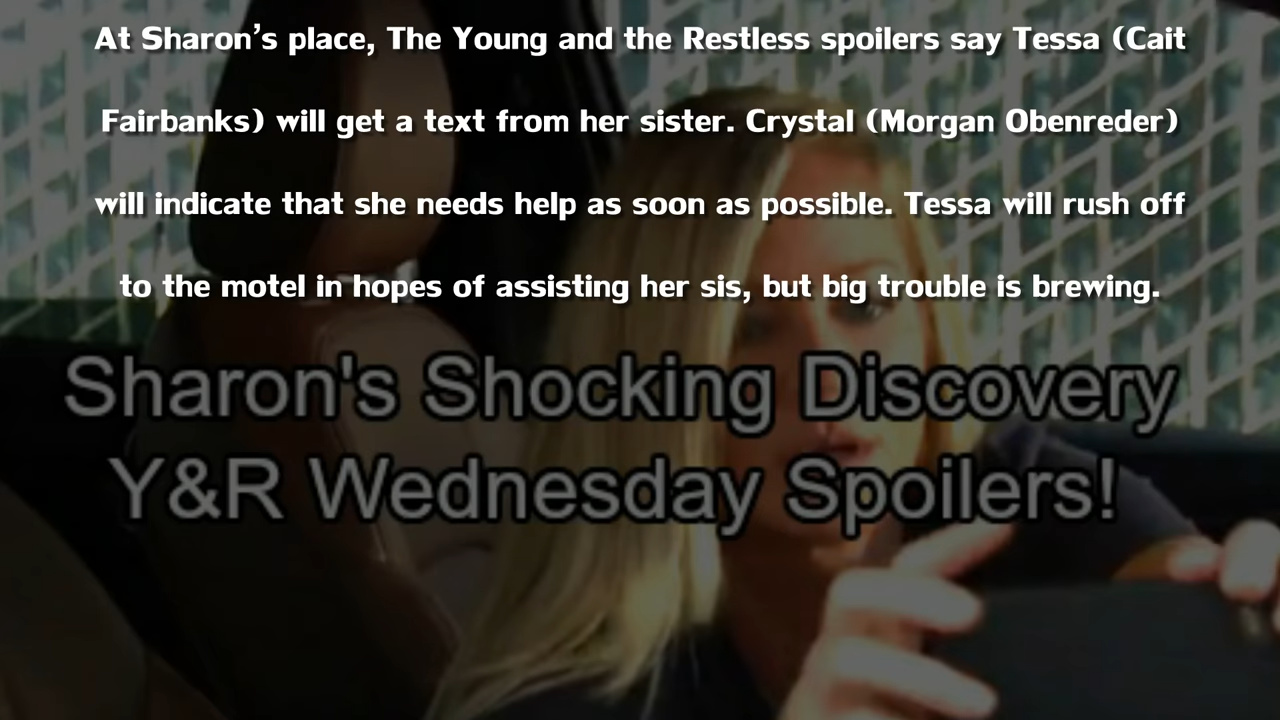 At Sharon’s place, The Young and the Restless spoilers say Tessa (Cait
Fairbanks) will get a text from her sister. Crystal (Morgan Obenreder)
will indicate that she needs help as soon as possible. Tessa will rush off
to the motel in hopes of assisting her sis, but big trouble is brewing.
Sharon's Shocking Discovery
Y&R Wednesday Spoilers!